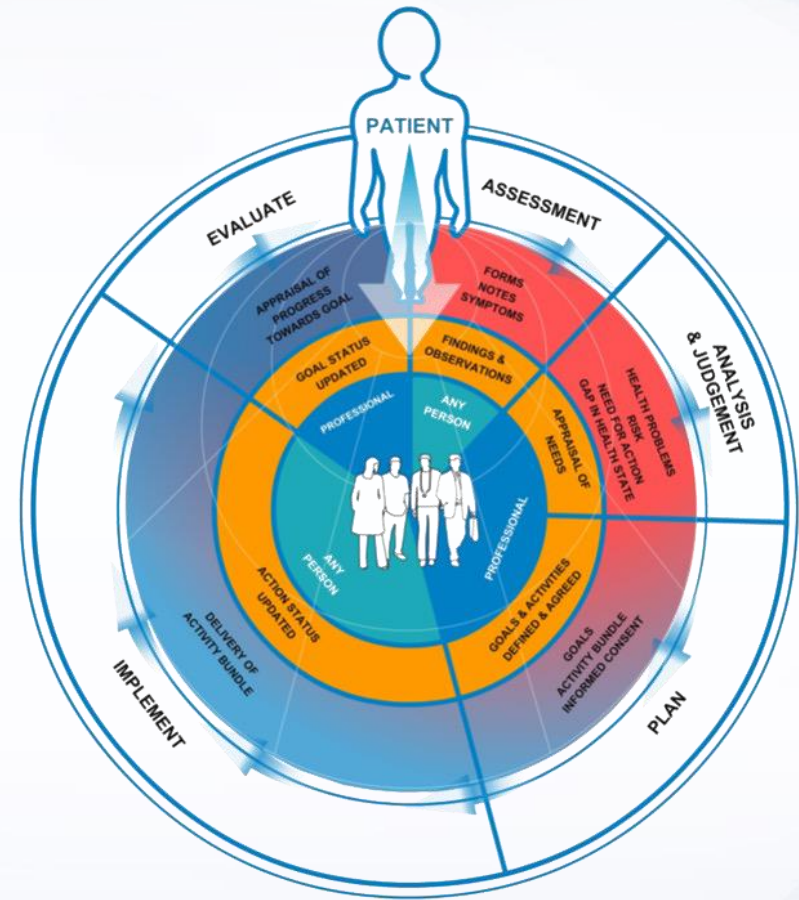 PATIENT
ASSESSMENT
FORMS
NOTES
SYMPTOMS
FINDINGS &
OBSERVATIONS
ANY
PERSON
ANALYSIS
& JUDGEMENT
HEALTH PROBLEMS
RISK
NEED FOR ACTION
GAP IN HEALTH STATE
APPRAISAL OF
NEEDS
PROFESSIONAL
PLAN
GOALS
ACTIVITY BUNDLE
INFORMED CONSENT
GOALS & ACTIVITIES
DEFINED & AGREED
IMPLEMENT
DELIVERY OF
ACTIVITY BUNDLE
ACTION STATUS
UPDATED
ANY
PERSON
EVALUATE
APPRAISAL OF
PROGRESS
TOWARDS GOAL
GOAL STATUS
UPDATED
PROFESSIONAL